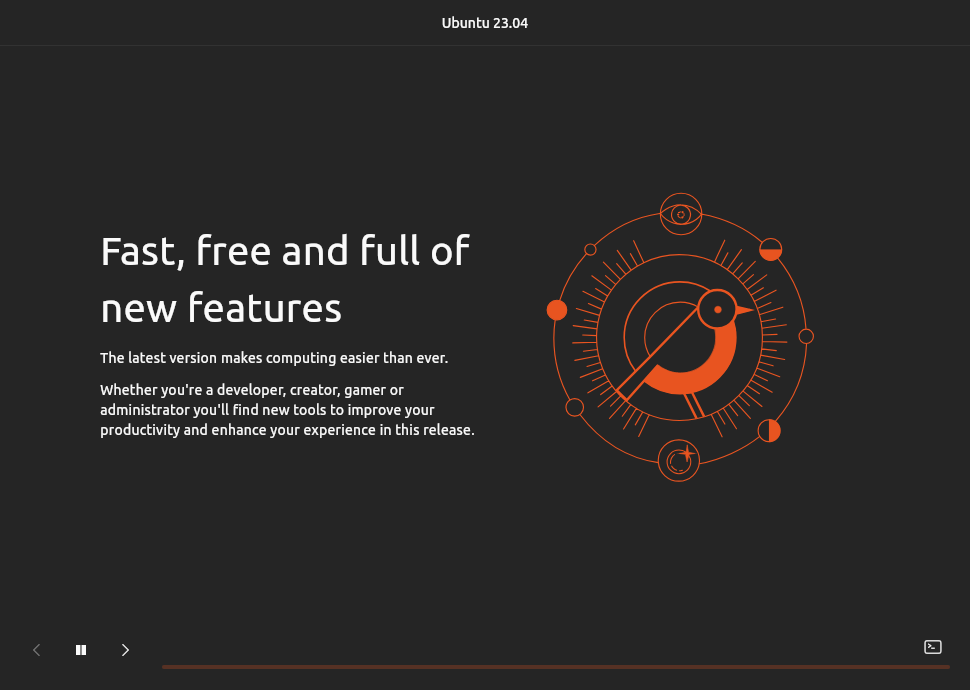 Ubuntu 23.04
Fast, free and full of
new features
The latest version makes computing easier than ever.
Whether you're a developer, creator, gamer or
administrator you'll find new tools to improve your
productivity and enhance your experience in this release.